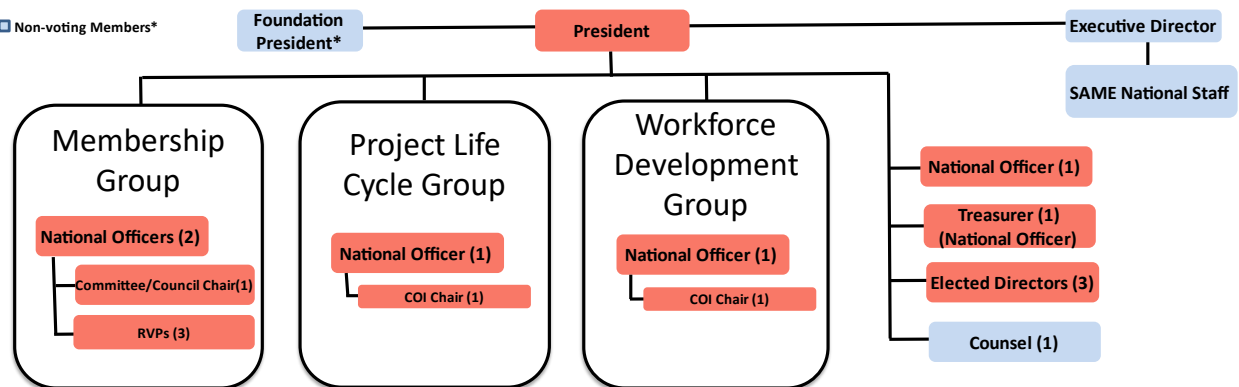 Non-voting Members*
Foundation
President*
President
Executive Director
SAME National Staff
Membership
Group
National Officers (2)
Committee/Council Chair(1)
RVPs (3)
Project Life
Cycle Group
National Officer (1)
COI Chair (1)
Workforce
Development
Group
National Officer (1)
COI Chair (1)
National Officer (1)
Treasurer (1)
(National Officer)
Elected Directors (3)
Counsel (1)